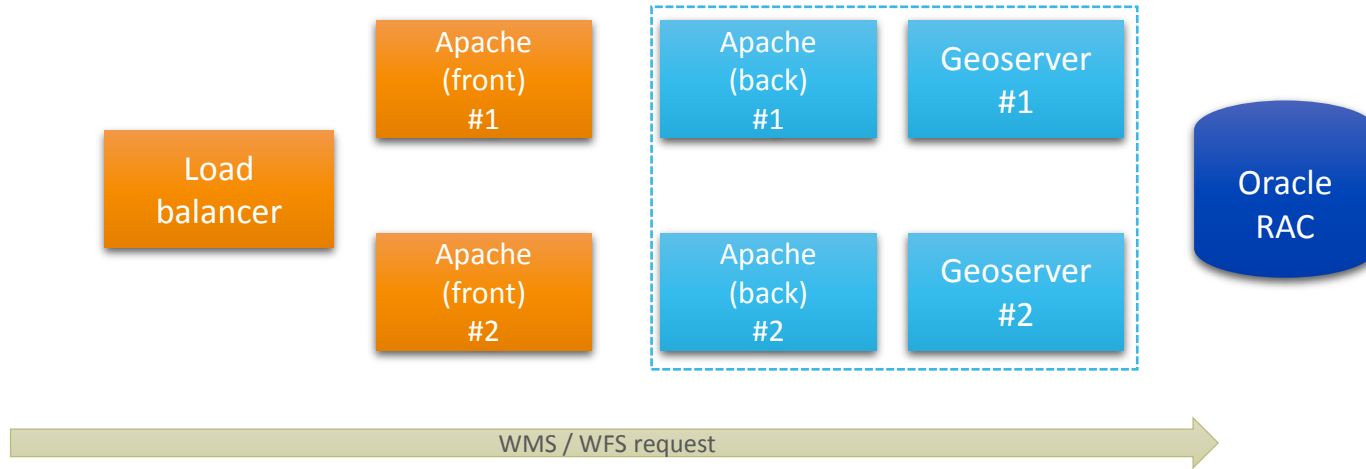 Load
balancer
Apache
(front)
#1
Apache
(front)
#2
Apache
(back)
#1
Geoserver
#1
Apache
(back)
#2
Geoserver
#2
Oracle
RAC
WMS / WFS request